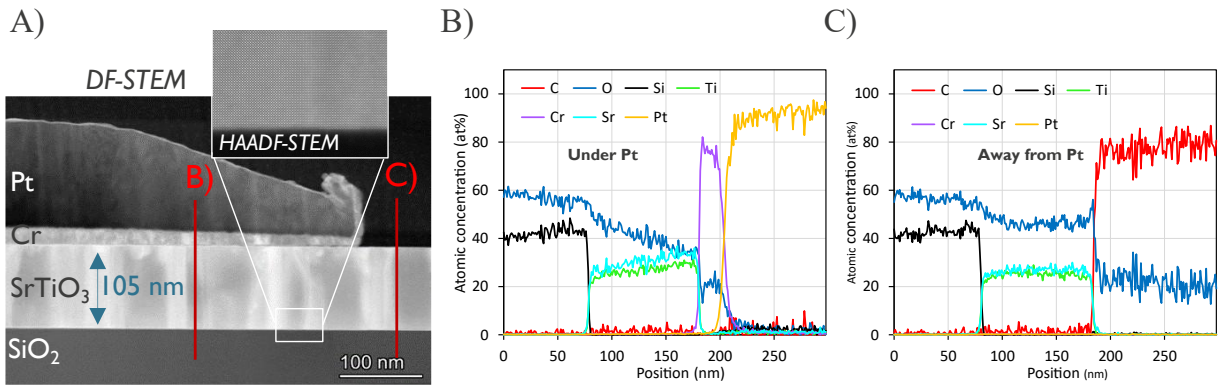 A)
DF-STEM
HAADF-STEM
Pt
B)
C)
Cr
SrTiO3
105 nm
SiO2
100 nm
B)
Atomic concentration (at%)
100
80
60
40
20
0
C O Si Ti
Cr Sr Pt
Under Pt
0 50 100 150 200 250
Position (nm)
C)
Atomic concentration (at%)
100
80
60
40
20
0
C O Si Ti
Cr Sr Pt
Away from Pt
0 50 100 150 200 250
Position (nm)